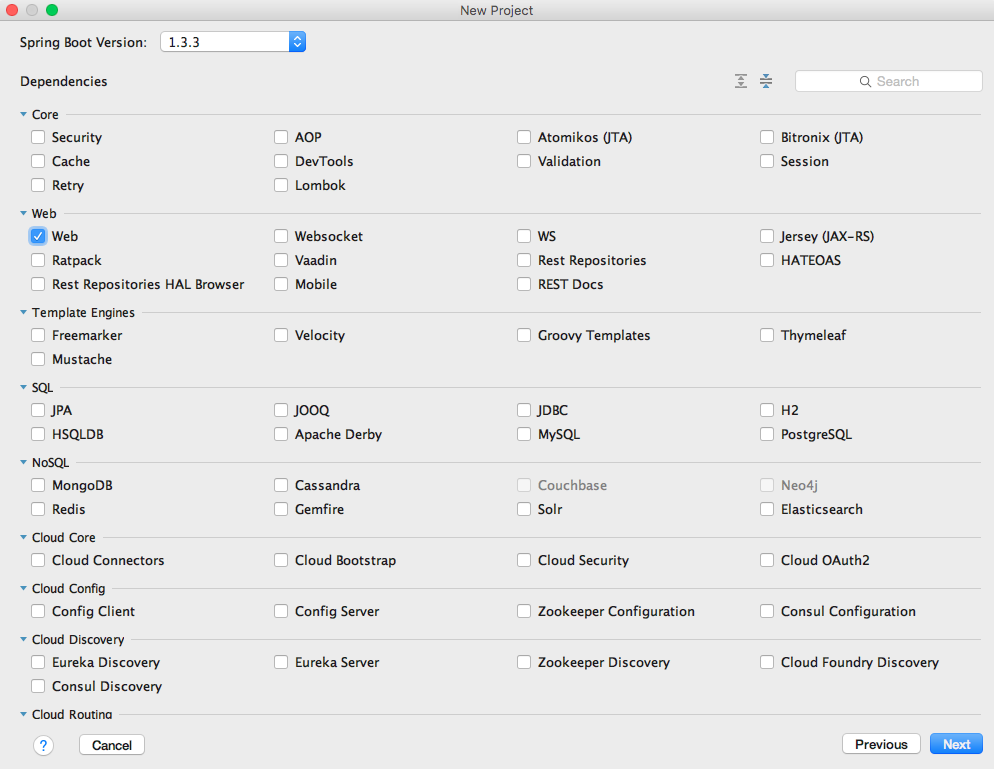 New Project
Spring Boot Version: 1.3.3
Dependencies Search
Core
Security AOP Atomikos (JTA) Bitronix (JTA)
Cache DevTools Validation Session
Retry Lombok
Web
Web Websocket WS Jersey (JAX-RS)
Ratpack Vaadin Rest Repositories HATEOAS
Rest Repositories HAL Browser Mobile REST Docs
Template Engines
Freemarker Velocity Groovy Templates Thymeleaf
Mustache
SQL
JPA JOOQ JDBC H2
HSQLDB Apache Derby MySQL PostgreSQL
NoSQL
MongoDB Cassandra Couchbase Neo4j
Redis Gemfire Solr Elasticsearch
Cloud Core
Cloud Connectors Cloud Bootstrap Cloud Security Cloud OAuth2
Cloud Config
Config Client Config Server Zookeeper Configuration Consul Configuration
Cloud Discovery
Eureka Discovery Eureka Server Zookeeper Discovery Cloud Foundry Discovery
Consul Discovery
Cloud Routing
? Cancel Previous Next